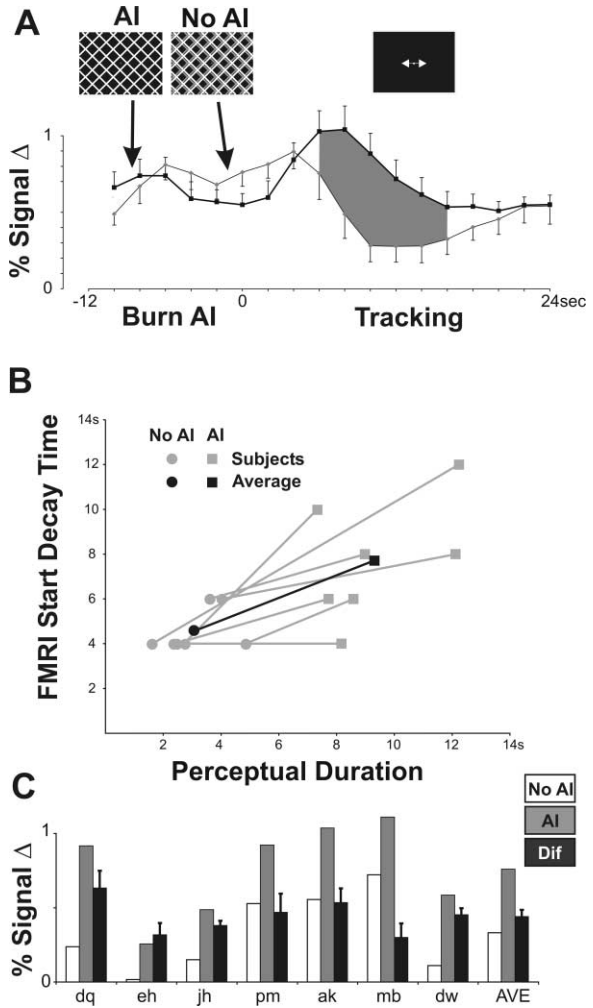 A
AI
No AI
% Signal Δ
1
0
-12
0
24sec
Burn AI
Tracking
B
FMRI Start Decay Time
14s
12
10
8
6
4
2
No AI
AI
Subjects
Average
2
4
6
8
10
12
14s
Perceptual Duration
C
No AI
AI
Dif
% Signal Δ
1
0
dq
eh
jh
pm
ak
mb
dw
AVE